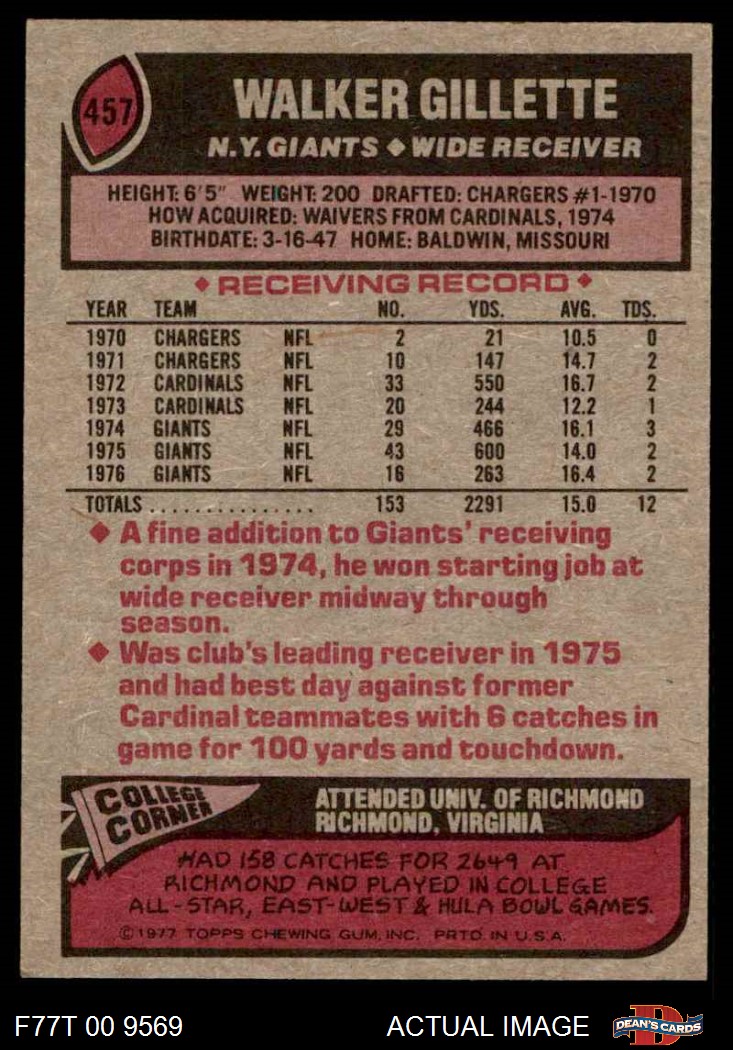 457
WALKER GILLETTE
N.Y. GIANTS ◆ WIDE RECEIVER
HEIGHT: 6'5" WEIGHT: 200 DRAFTED: CHARGERS #1-1970
HOW ACQUIRED: WAIVERS FROM CARDINALS, 1974
BIRTHDATE: 3-16-47 HOME: BALDWIN, MISSOURI
◆ RECEIVING RECORD ◆
YEAR TEAM NO. YDS. AVG. TDS.
1970 CHARGERS NFL 2 21 10.5 0
1971 CHARGERS NFL 10 147 14.7 2
1972 CARDINALS NFL 33 550 16.7 2
1973 CARDINALS NFL 20 244 12.2 1
1974 GIANTS NFL 29 466 16.1 3
1975 GIANTS NFL 43 600 14.0 2
1976 GIANTS NFL 16 263 16.4 2
TOTALS . . . . . . . . . . . . . . . 153 2291 15.0 12
◆ A fine addition to Giants' receiving
corps in 1974, he won starting job at
wide receiver midway through
season.
◆ Was club's leading receiver in 1975
and had best day against former
Cardinal teammates with 6 catches in
game for 100 yards and touchdown.
COLLEGE
CORNER
ATTENDED UNIV. OF RICHMOND
RICHMOND, VIRGINIA
HAD 158 CATCHES FOR 2649 AT
RICHMOND AND PLAYED IN COLLEGE
ALL-STAR, EAST-WEST & HULA BOWL GAMES.
© 1977 TOPPS CHEWING GUM, INC. PRTD. IN U.S.A.
F77T 00 9569 ACTUAL IMAGE
D
DEAN'S CARDS